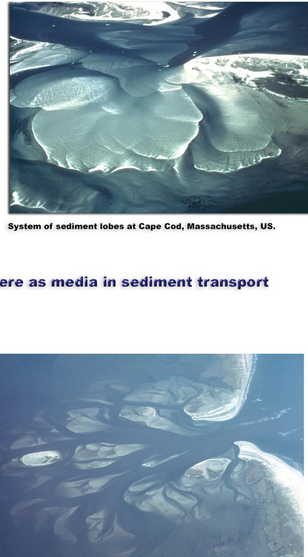 System of sediment lobes at Cape Cod, Massachusetts, US.
ere as media in sediment transport